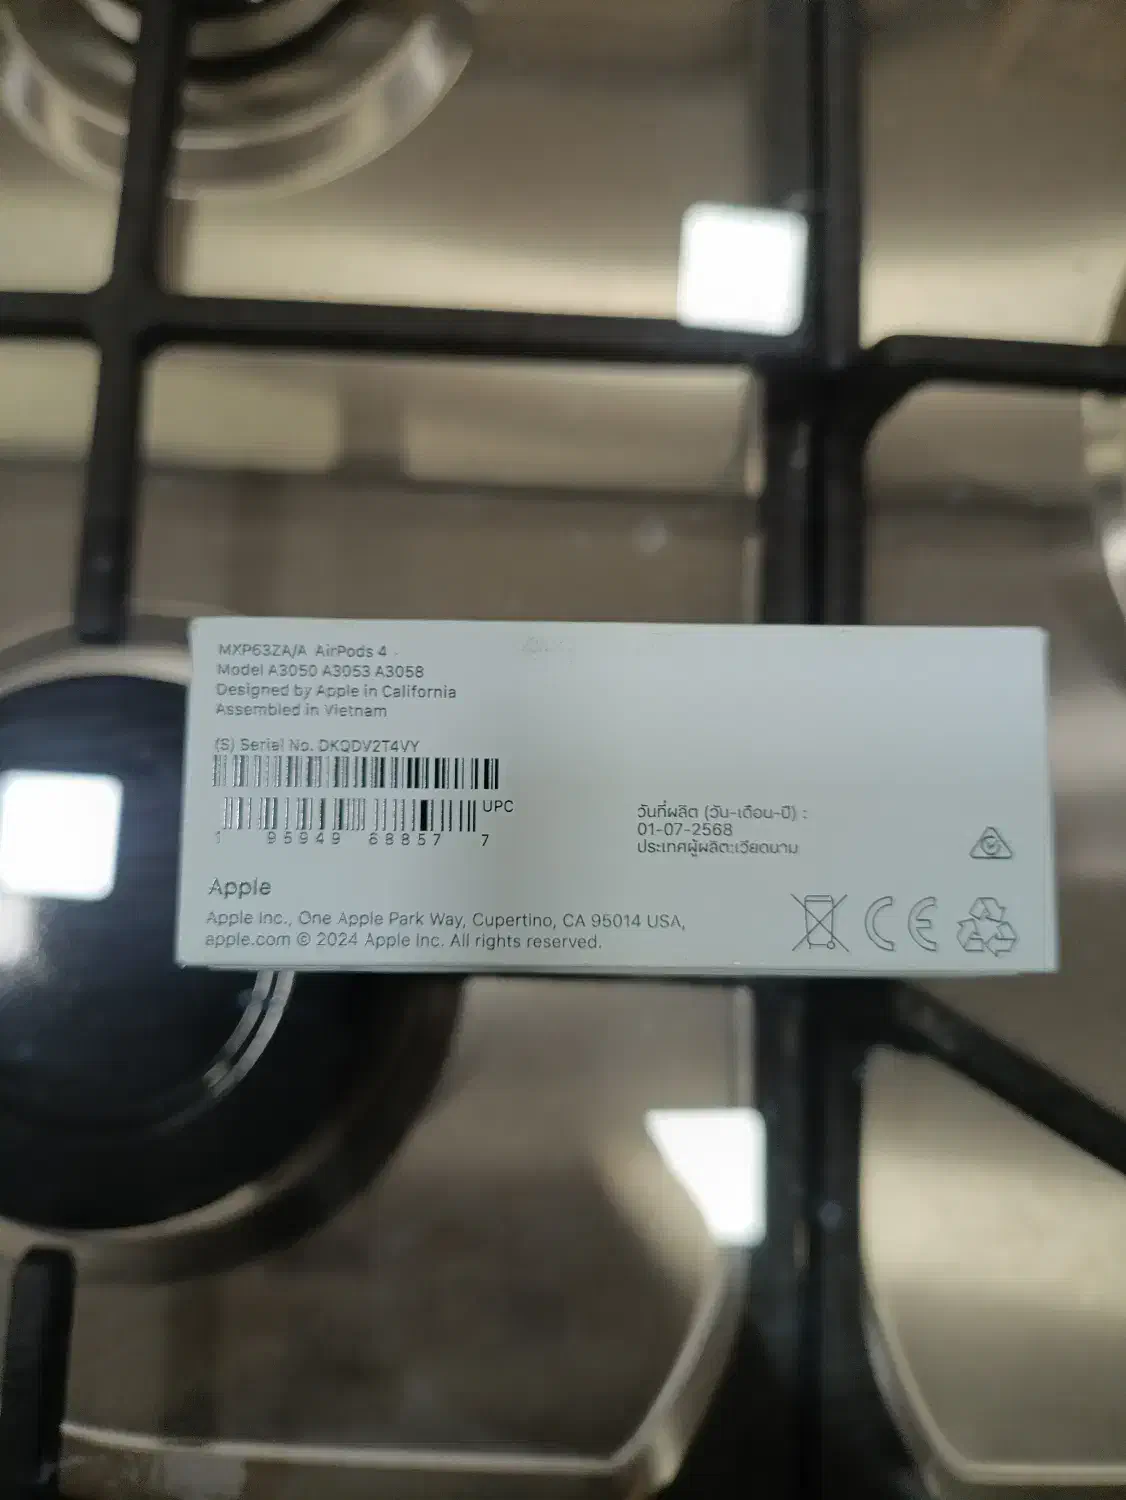 MXP63ZA/A AirPods 4
Model A3050 A3053 A3058
Designed by Apple in California
Assembled in Vietnam
(S) Serial No. DKQDV2T4VY
UPC
1 95949 68857 7
วันที่ผลิต (วัน-เดือน-ปี) :
01-07-2568
ประเทศผู้ผลิต:เวียดนาม
Apple
Apple Inc., One Apple Park Way, Cupertino, CA 95014 USA,
apple.com © 2024 Apple Inc. All rights reserved.
CE